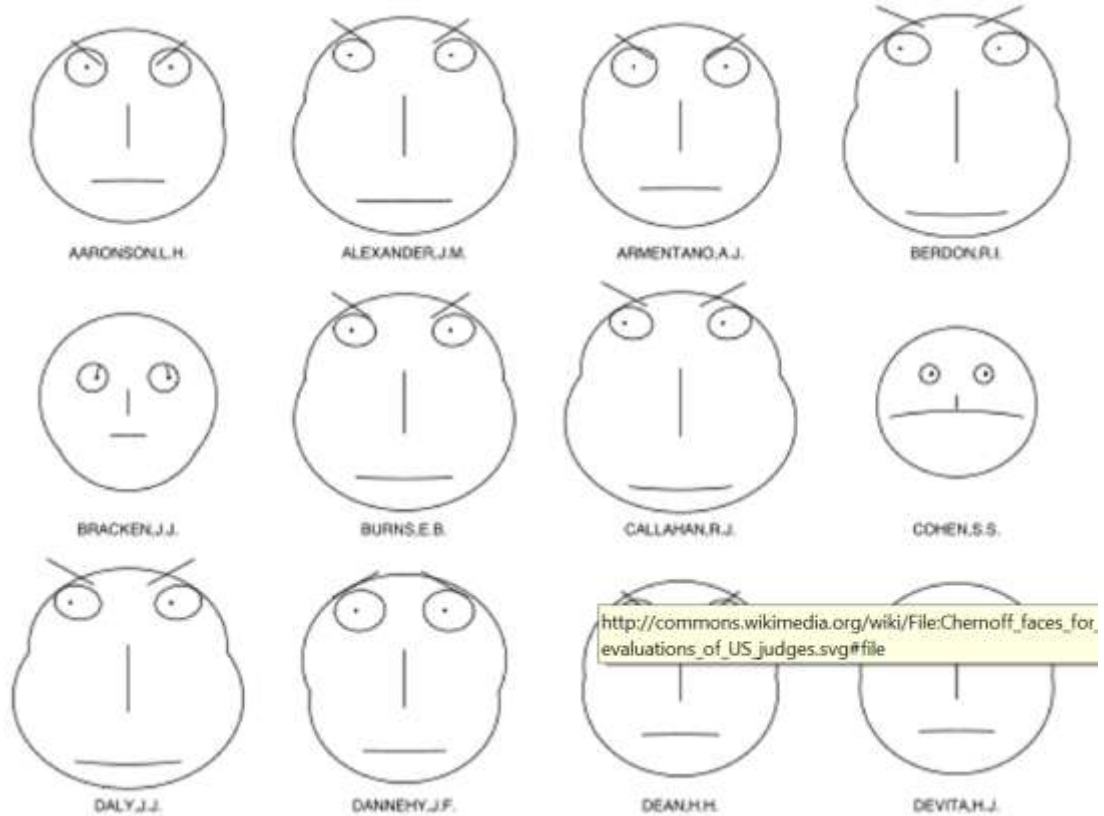 AARONSON,L.H.
ALEXANDER,J.M.
ARMENTANO,A.J.
BERDON,R.I.
BRACKEN,J.J.
BURNS,E.B.
CALLAHAN,R.J.
COHEN,S.S.
http://commons.wikimedia.org/wiki/File:Chernoff_faces_for_
evaluations_of_US_judges.svg#file
DALY,J.J.
DANNEHY,J.F.
DEAN,H.H.
DEVITA,H.J.